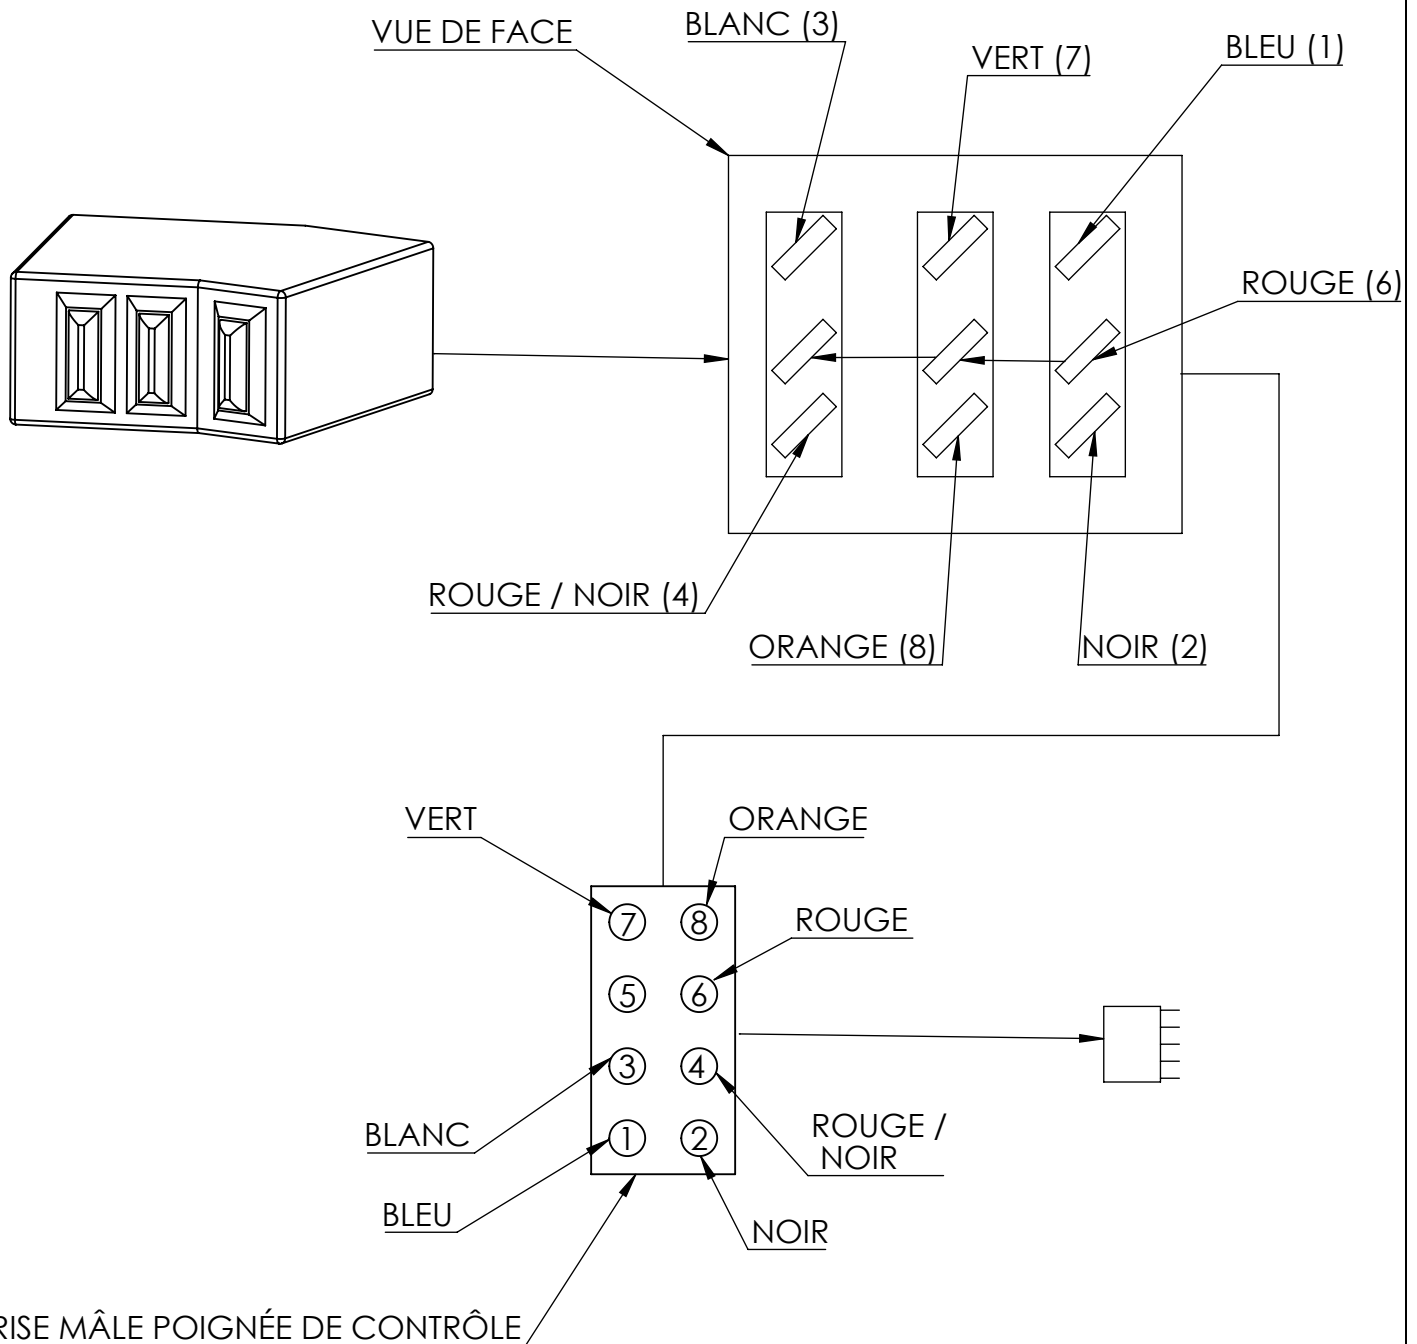 VUE DE FACE
BLANC (3)
VERT (7)
BLEU (1)
ROUGE (6)
ROUGE / NOIR (4)
ORANGE (8)
NOIR (2)
VERT
ORANGE
7
8
ROUGE
5
6
3
4
BLANC
ROUGE /
NOIR
1
2
BLEU
NOIR
RISE MÂLE POIGNÉE DE CONTRÔLE